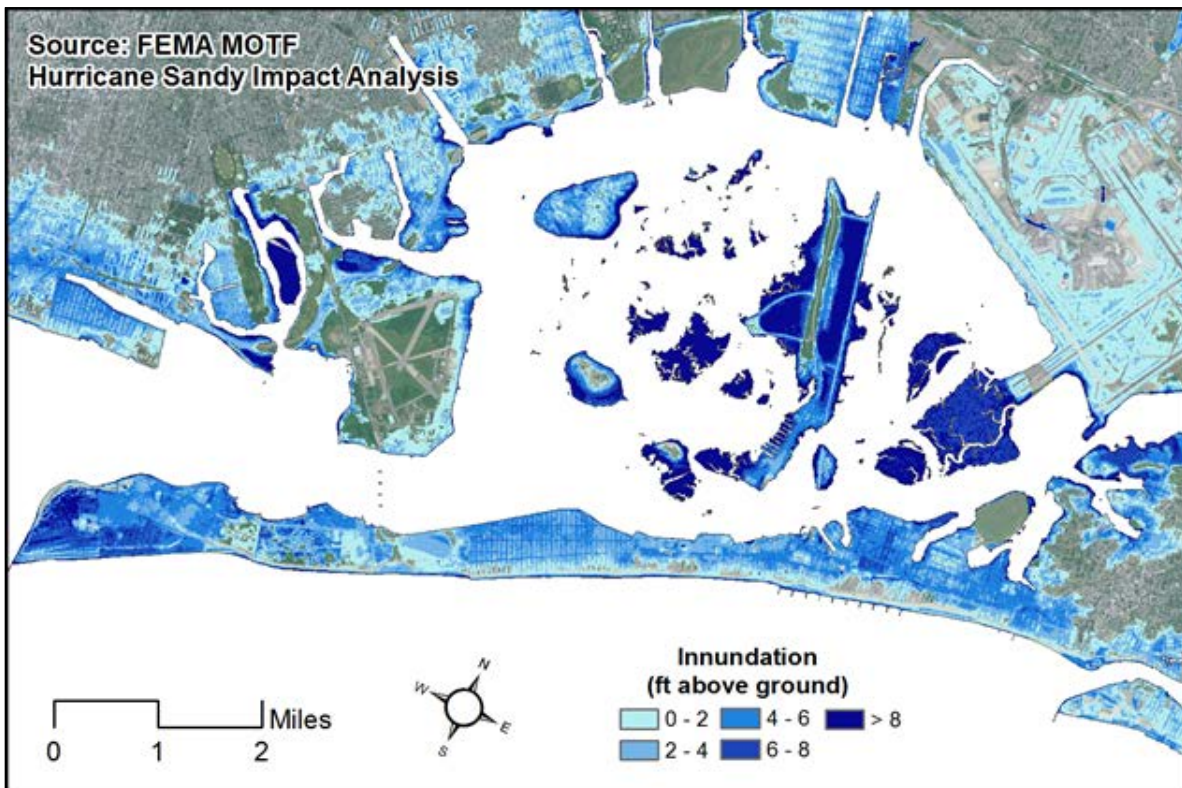 Source: FEMA MOTF
Hurricane Sandy Impact Analysis
N
W
E
S
Miles
0 1 2
Innundation
(ft above ground)
0 - 2 4 - 6 > 8
2 - 4 6 - 8